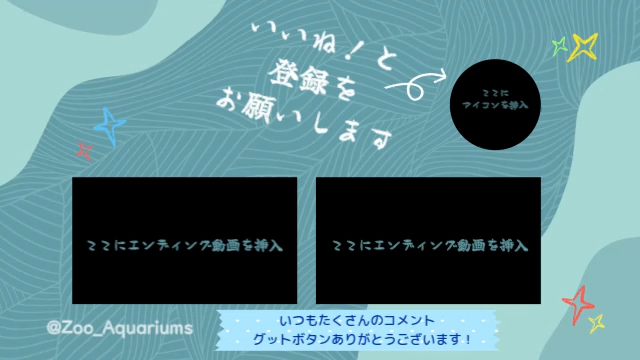 いいね！と
登録を
お願いします
ここに
アイコンを挿入
ここにエンディング動画を挿入
ここにエンディング動画を挿入
@Zoo_Aquariums
いつもたくさんのコメント
グットボタンありがとうございます！